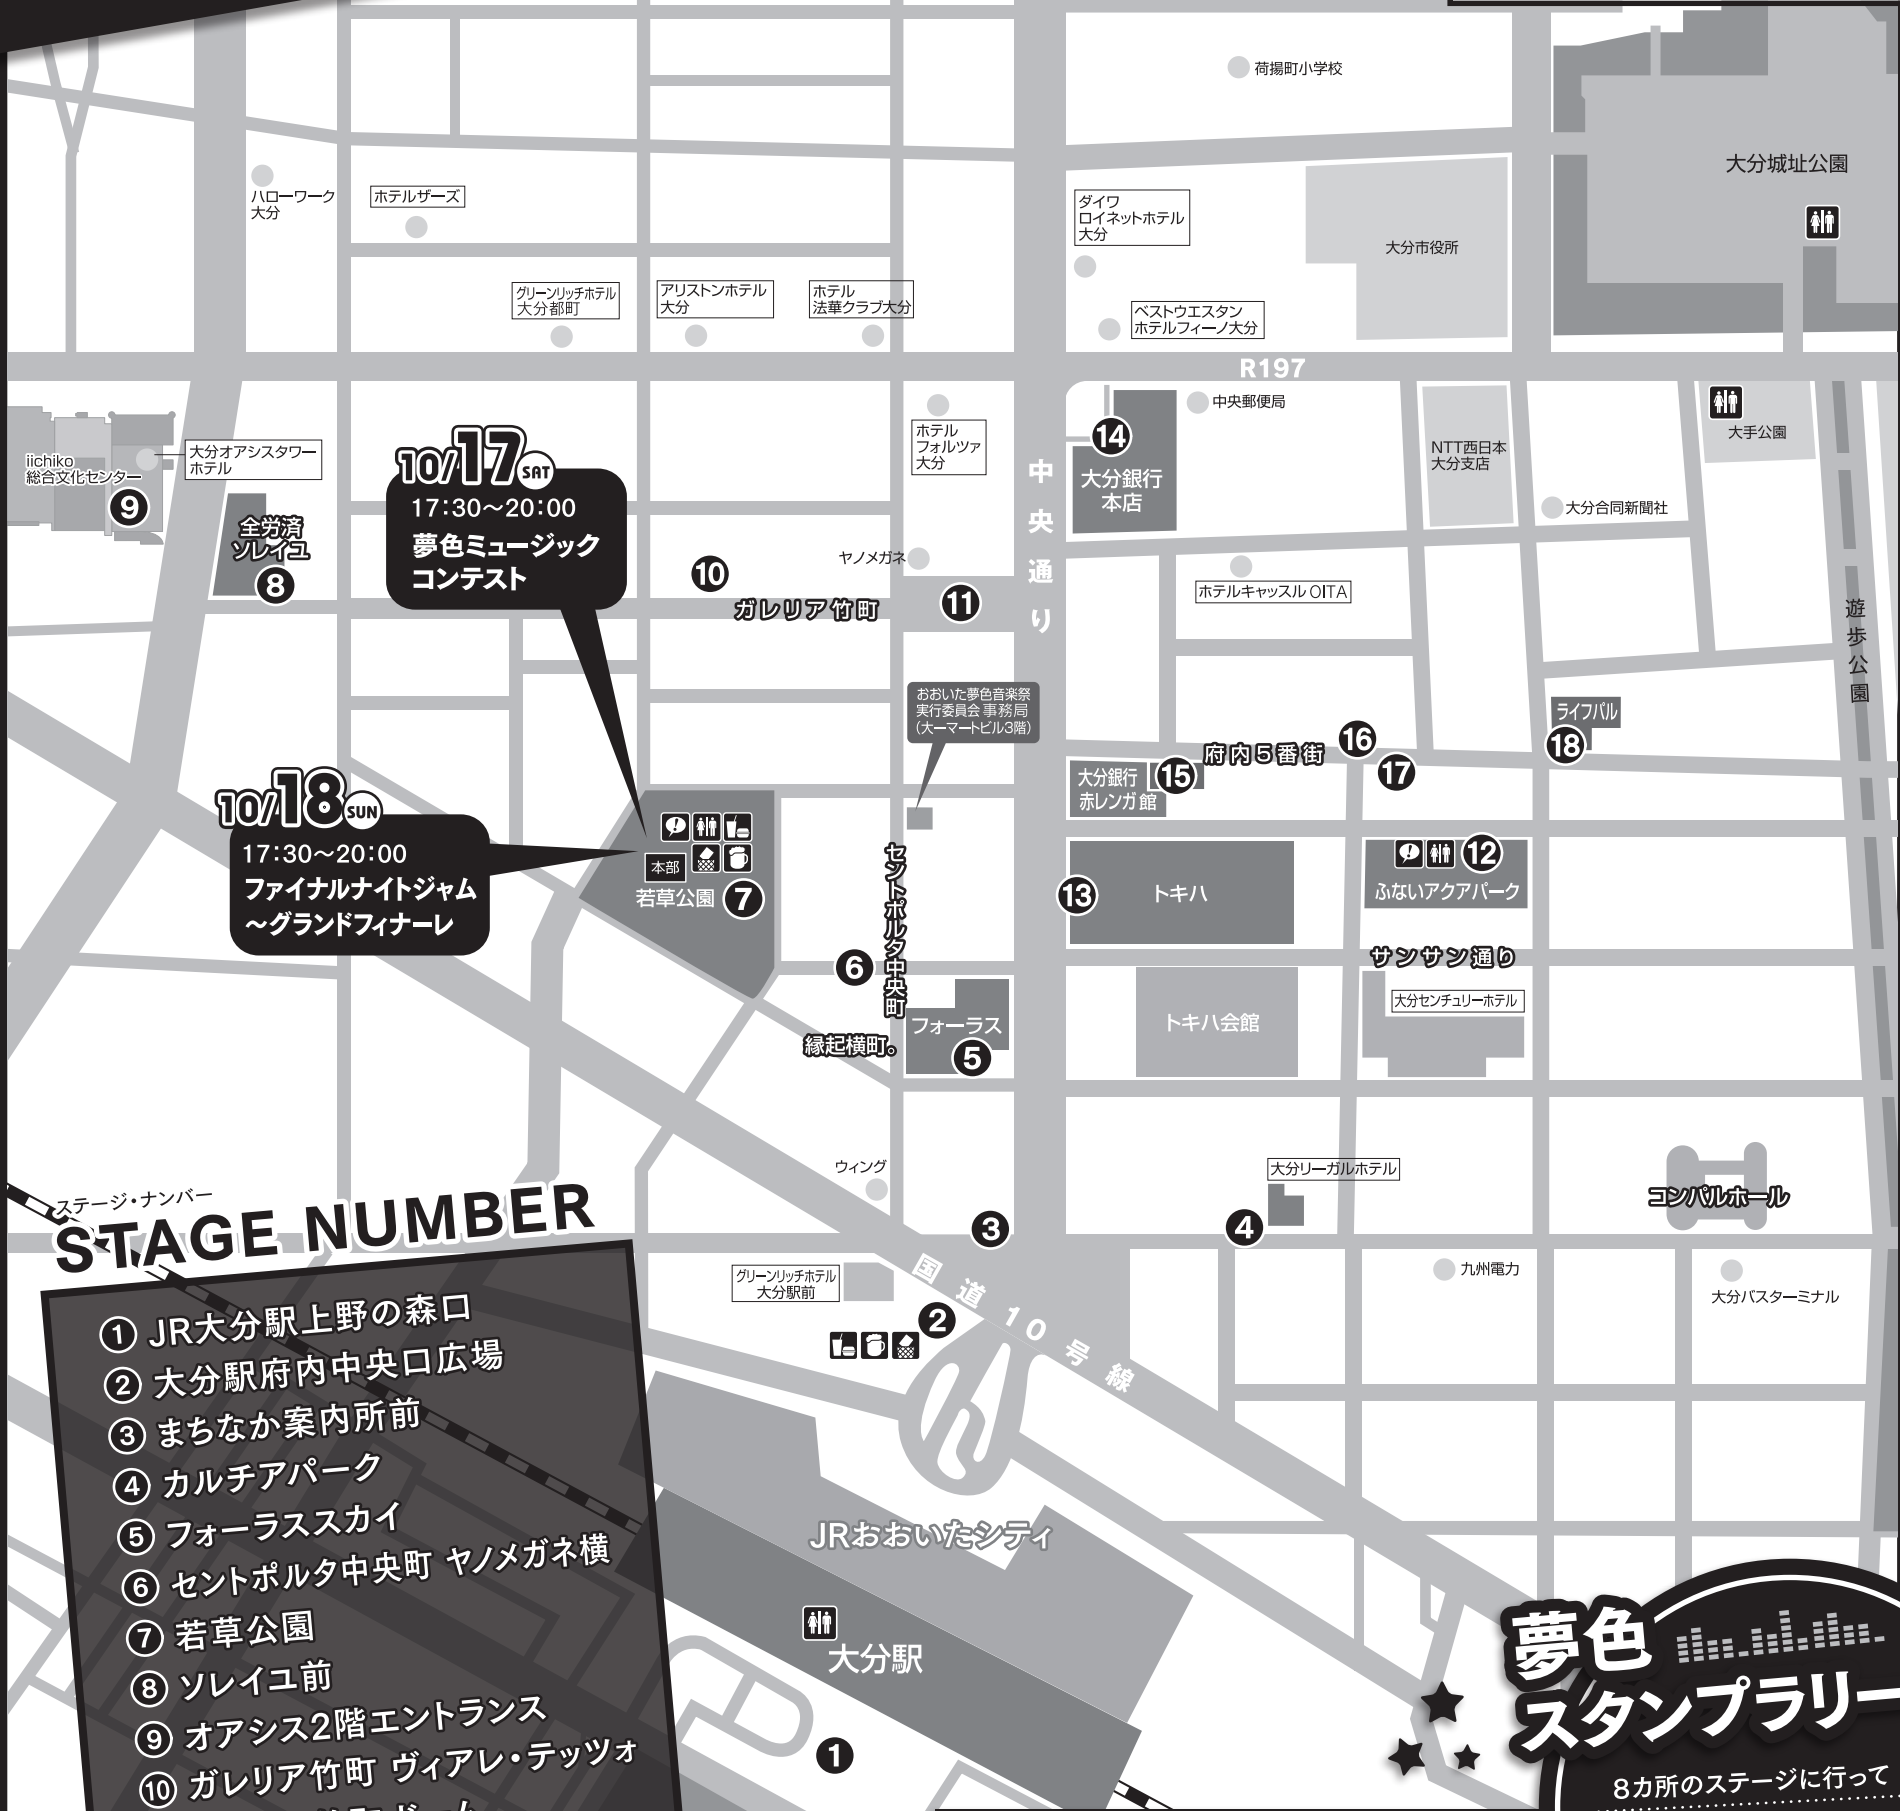 荷揚町小学校
大分城址公園
ハローワーク
大分
ホテルザーズ
ダイワ
ロイネットホテル
大分
大分市役所
グリーンリッチホテル
大分都町
アリストンホテル
大分
ホテル
法華クラブ大分
ベストウエスタン
ホテルフィーノ大分
R197
中央郵便局
大手公園
NTT西日本
大分支店
大分合同新聞社
14
大分銀行
本店
ホテル
フォルツァ
大分
中央通り
iichiko
総合文化センター
9
大分オアシスタワー
ホテル
全労済
ソレイユ
8
10/17 SAT
17:30～20:00
夢色ミュージック
コンテスト
10
ガレリア竹町
ヤノメガネ
11
ホテルキャッスル OITA
遊歩公園
おおいた夢色音楽祭
実行委員会 事務局
(大一マートビル3階)
ライフパル
18
府内5番街
16
17
大分銀行
赤レンガ館
15
10/18 SUN
17:30～20:00
ファイナルナイトジャム
～グランドフィナーレ
本部
若草公園
7
セントポルタ中央町
13
トキハ
12
ふないアクアパーク
サンサン通り
6
フォーラス
5
縁起横町。
トキハ会館
大分センチュリーホテル
ウィング
大分リーガルホテル
コンパルホール
3
4
国道10号線
グリーンリッチホテル
大分駅前
2
九州電力
大分バスターミナル
JRおおいたシティ
大分駅
1
ステージ・ナンバー
STAGE NUMBER
① JR大分駅上野の森口
② 大分駅府内中央口広場
③ まちなか案内所前
④ カルチアパーク
⑤ フォーラススカイ
⑥ セントポルタ中央町 ヤノメガネ横
⑦ 若草公園
⑧ ソレイユ前
⑨ オアシス2階エントランス
⑩ ガレリア竹町 ヴィアレ・テッツォ
夢色
スタンプラリー
8カ所のステージに行って